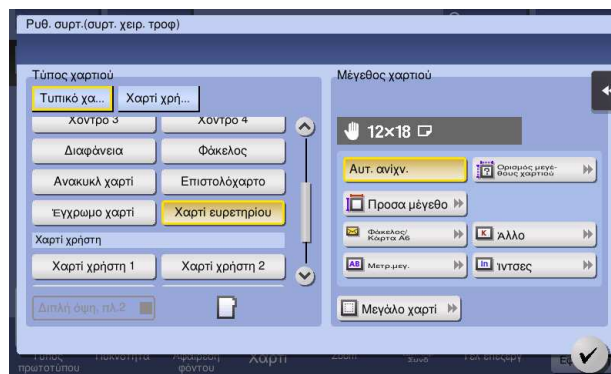 Ρυθ. συρτ.(συρτ. χειρ. τροφ)
Τύπος χαρτιού
Τυπικό χα...
Χαρτί χρή...
Χοντρό 3
Χοντρό 4
Διαφάνεια
Φάκελος
Ανακυκλ χαρτί
Επιστολόχαρτο
Έγχρωμο χαρτί
Χαρτί ευρετηρίου
Χαρτί χρήστη
Χαρτί χρήστη 1
Χαρτί χρήστη 2
Διπλή όψη, πλ.2
Μέγεθος χαρτιού
12×18
Αυτ. ανίχν.
Ορισμός μεγέ-
θους χαρτιού
Προσα μέγεθο
Φάκελος/
Κάρτα A6
Άλλο
Μετρ.μεγ.
ίντσες
Μεγάλο χαρτί
Τύπος
πρωτοτύπου
Πυκνότητα
Αφαίρεση
φόντου
Χαρτί
Zoom